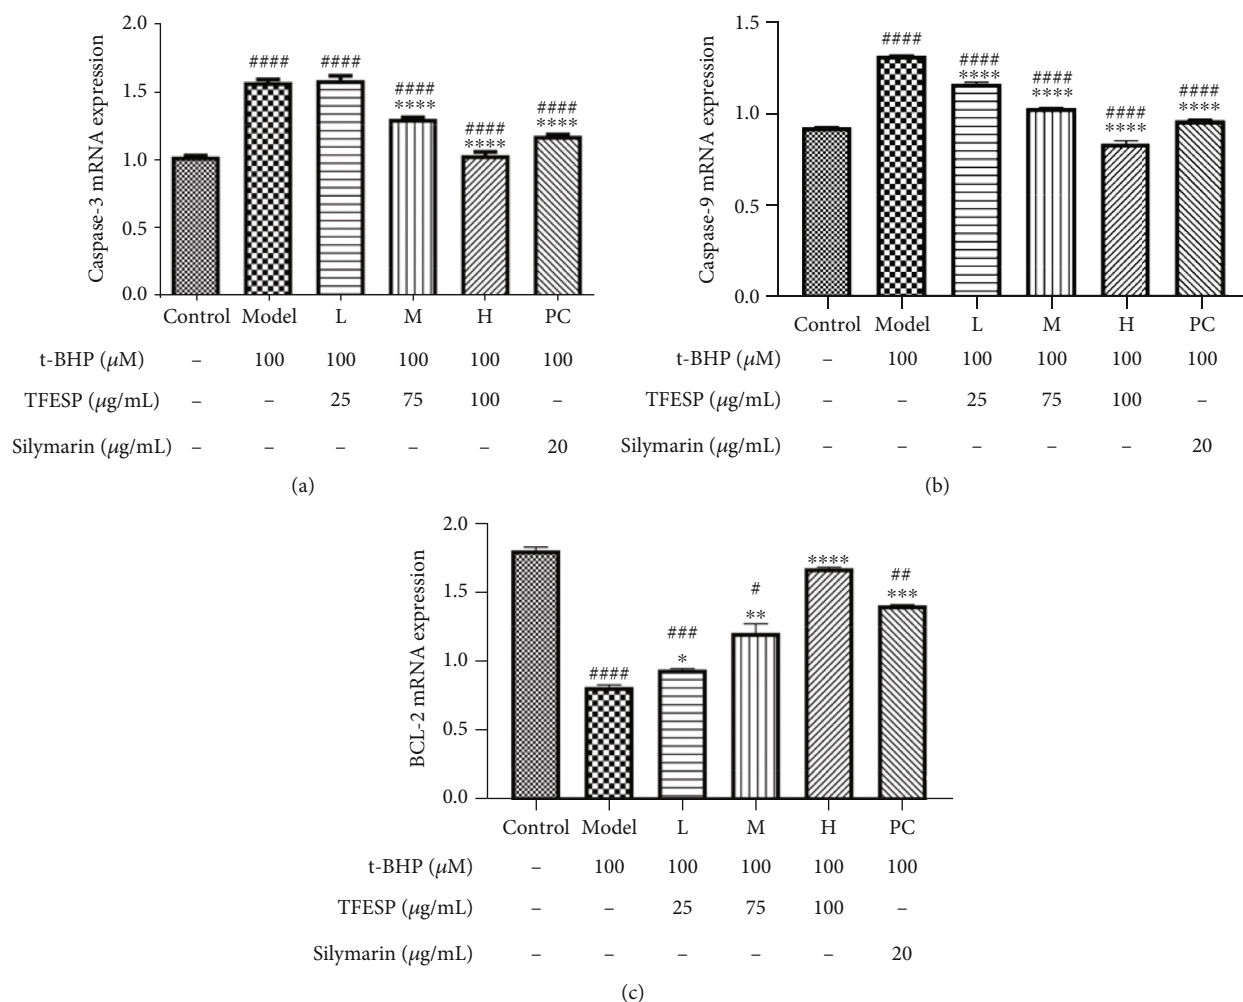 2.0
1.5
1.0
0.5
0.0
Caspase-3 mRNA expression
####
####
####
****
####
****
####
****
Control Model L M H PC
t-BHP (μM) – 100 100 100 100 100
TFESP (μg/mL) – – 25 75 100 –
Silymarin (μg/mL) – – – – – 20
(a)
1.5
1.0
0.5
0.0
Caspase-9 mRNA expression
####
####
****
####
****
####
****
####
****
Control Model L M H PC
t-BHP (μM) – 100 100 100 100 100
TFESP (μg/mL) – – 25 75 100 –
Silymarin (μg/mL) – – – – – 20
(b)
2.0
1.5
1.0
0.5
0.0
BCL-2 mRNA expression
####
###
*
#
**
****
##
***
Control Model L M H PC
t-BHP (μM) – 100 100 100 100 100
TFESP (μg/mL) – – 25 75 100 –
Silymarin (μg/mL) – – – – – 20
(c)